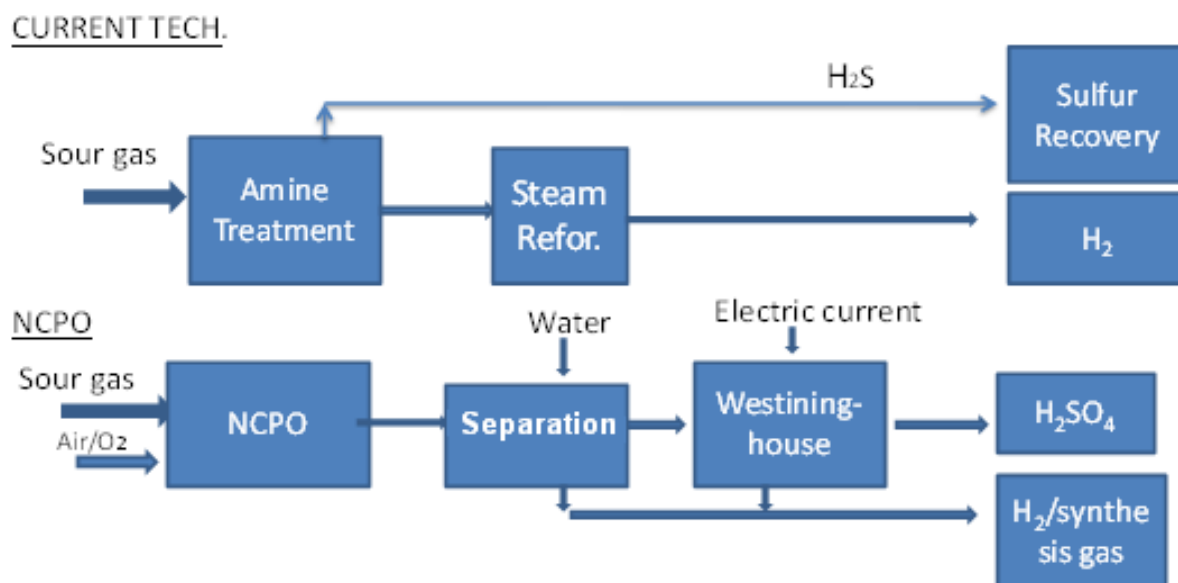 CURRENT TECH.
H₂S
Sulfur
Recovery
Sour gas
Amine
Treatment
Steam
Refor.
H₂
NCPO
Water
Electric current
Sour gas
Air/O2
NCPO
Separation
Westining-
house
H₂SO₄
H₂/synthe
sis gas